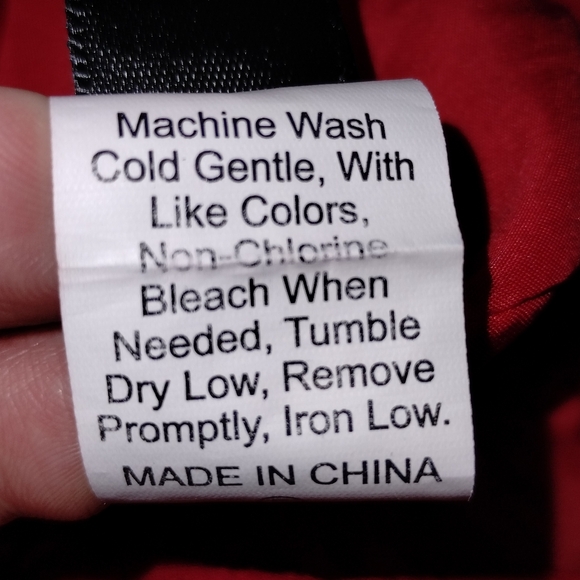 Machine Wash
Cold Gentle, With
Like Colors,
Non-Chlorine
Bleach When
Needed, Tumble
Dry Low, Remove
Promptly, Iron Low.
MADE IN CHINA